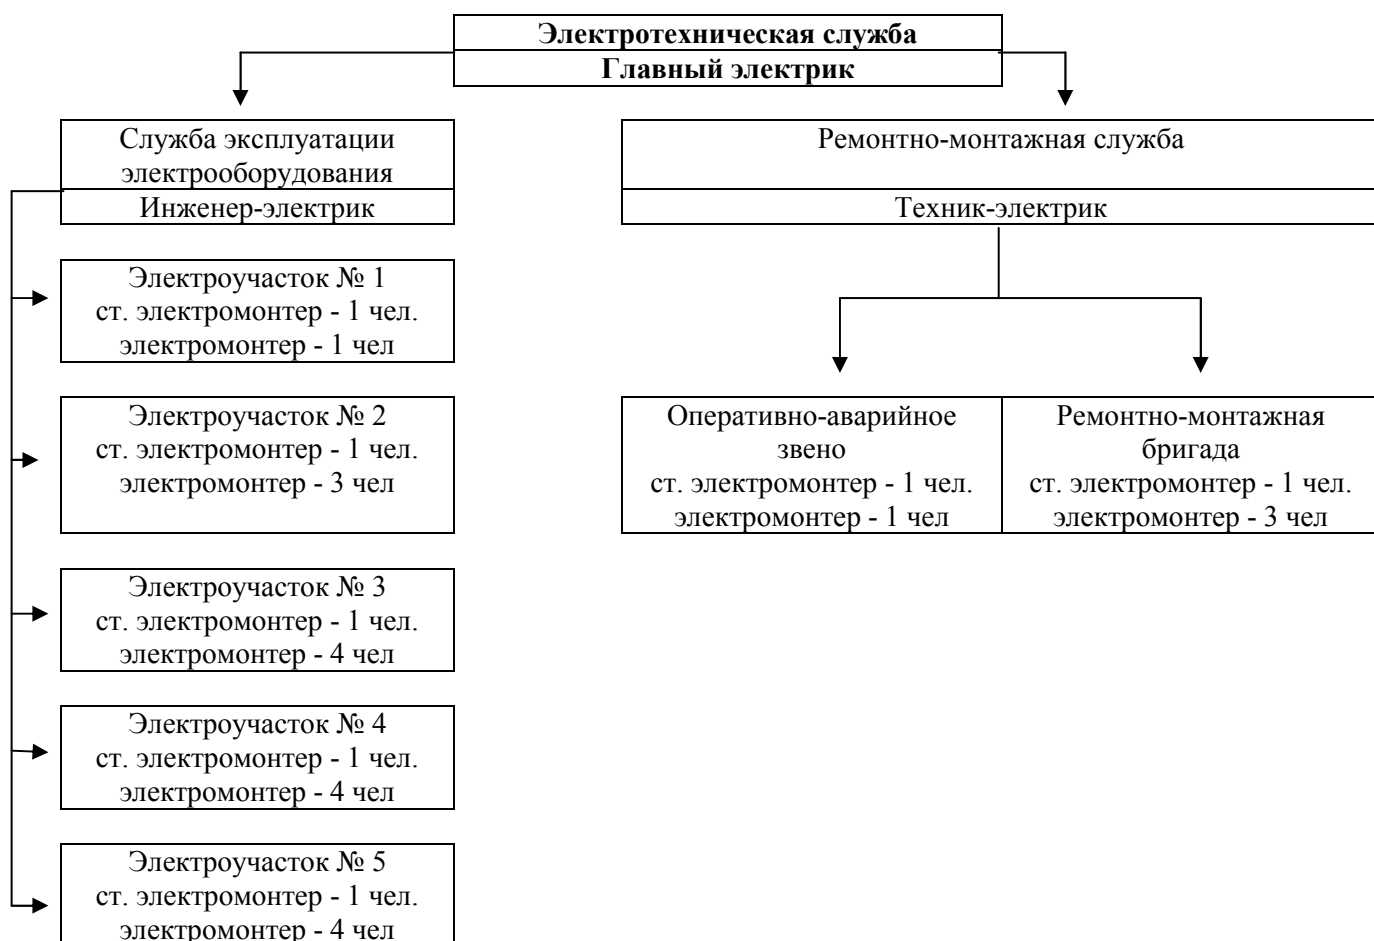 Электротехническая служба
Главный электрик
Служба эксплуатации
электрооборудования
Инженер-электрик
Ремонтно-монтажная служба
Техник-электрик
Электроучасток № 1
ст. электромонтер - 1 чел.
электромонтер - 1 чел
Электроучасток № 2
ст. электромонтер - 1 чел.
электромонтер - 3 чел
Оперативно-аварийное
звено
ст. электромонтер - 1 чел.
электромонтер - 1 чел
Ремонтно-монтажная
бригада
ст. электромонтер - 1 чел.
электромонтер - 3 чел
Электроучасток № 3
ст. электромонтер - 1 чел.
электромонтер - 4 чел
Электроучасток № 4
ст. электромонтер - 1 чел.
электромонтер - 4 чел
Электроучасток № 5
ст. электромонтер - 1 чел.
электромонтер - 4 чел